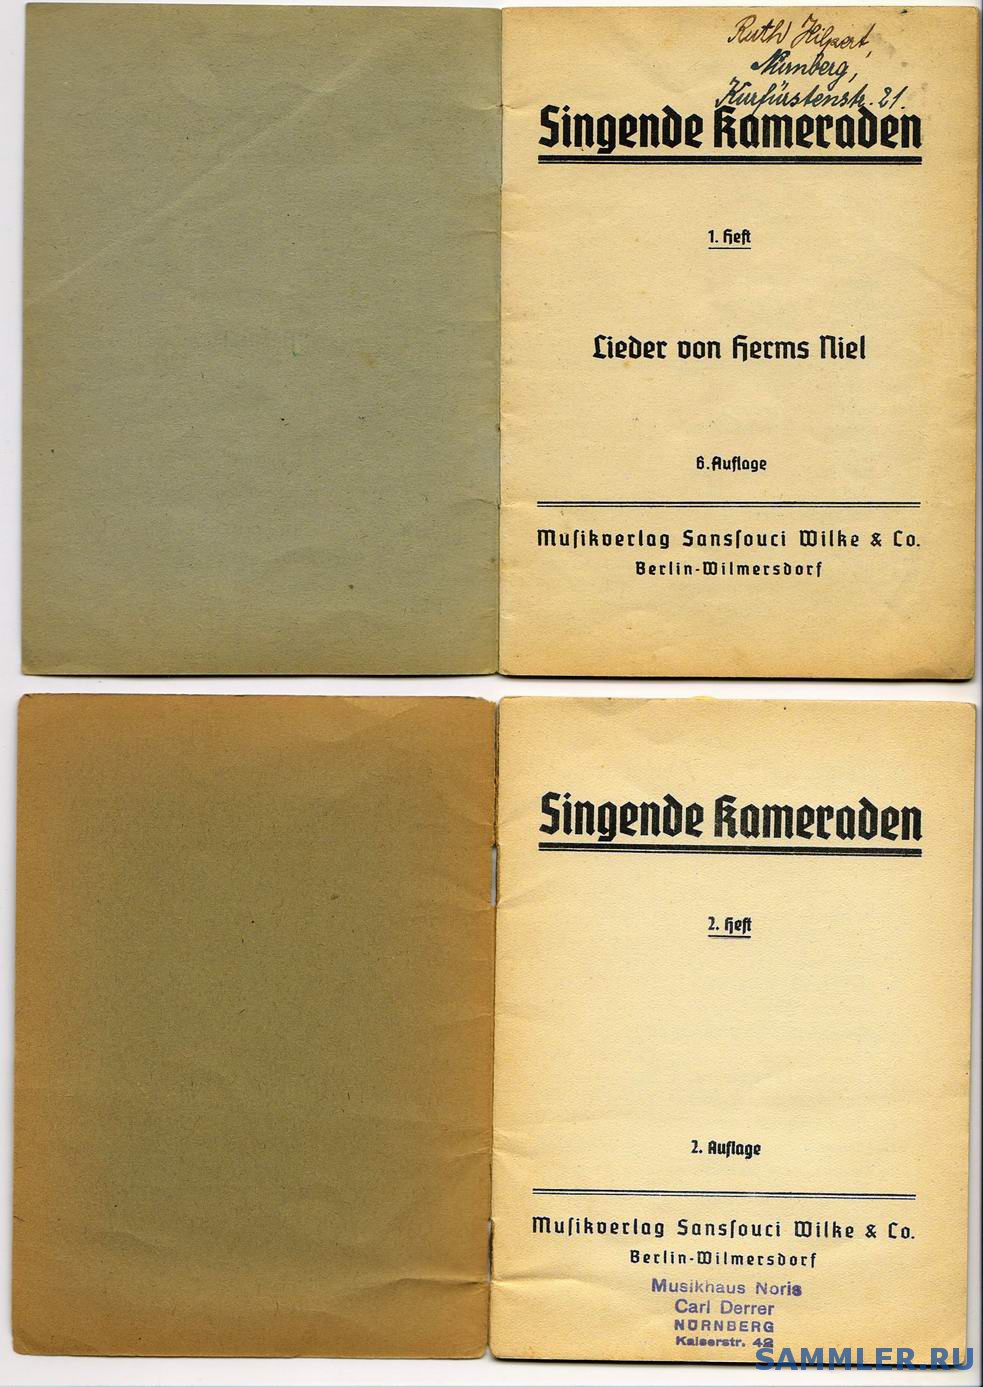 Ruth Hilpert,
Nürnberg,
Kurfürstenstr. 21.
Singende Kameraden
1. Heft
Lieder von Herms Niel
6. Auflage
Muſikverlag Sansſouci Wilke & Co.
Berlin-Wilmersdorf
Singende Kameraden
2. Heft
2. Auflage
Muſikverlag Sansſouci Wilke & Co.
Berlin-Wilmersdorf
Musikhaus Noris
Carl Derrer
NÜRNBERG
Kaiserstr. 42
SAMMLER.RU